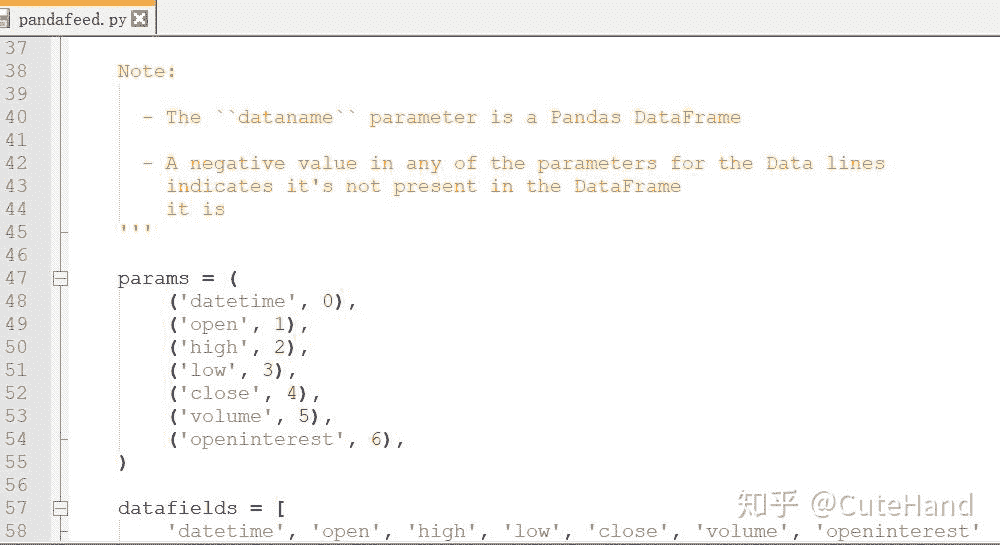 pandafeed.py
37
38 Note:
39
40 - The ``dataname`` parameter is a Pandas DataFrame
41
42 - A negative value in any of the parameters for the Data lines
43 indicates it's not present in the DataFrame
44 it is
45 '''
46
47 params = (
48 ('datetime', 0),
49 ('open', 1),
50 ('high', 2),
51 ('low', 3),
52 ('close', 4),
53 ('volume', 5),
54 ('openinterest', 6),
55 )
56
57 datafields = [
58 'datetime', 'open', 'high', 'low', 'close', 'volume', 'openinterest'
知乎 @CuteHand